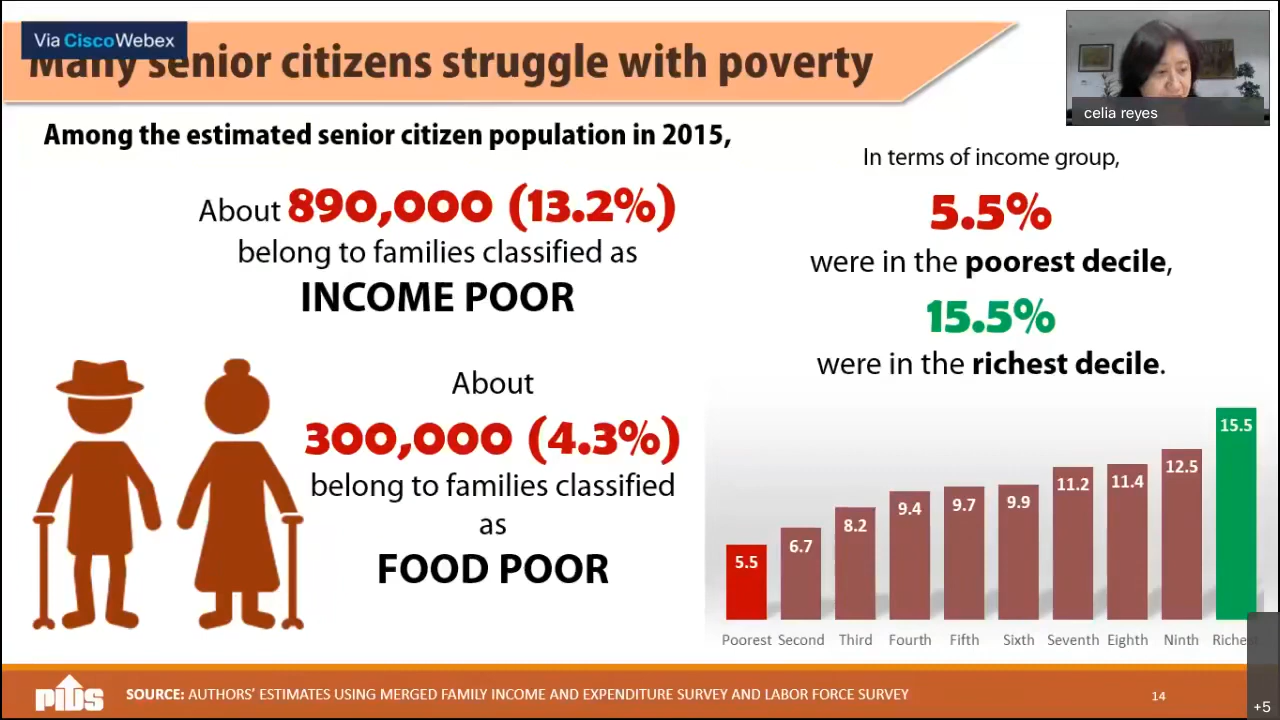 Via CiscoWebex
Many senior citizens struggle with poverty
celia reyes
Among the estimated senior citizen population in 2015,
About 890,000 (13.2%)
belong to families classified as
INCOME POOR
About
300,000 (4.3%)
belong to families classified
as
FOOD POOR
In terms of income group,
5.5%
were in the poorest decile,
15.5%
were in the richest decile.
5.5 6.7 8.2 9.4 9.7 9.9 11.2 11.4 12.5 15.5
Poorest Second Third Fourth Fifth Sixth Seventh Eighth Ninth Riches
pids SOURCE: AUTHORS' ESTIMATES USING MERGED FAMILY INCOME AND EXPENDITURE SURVEY AND LABOR FORCE SURVEY 14
+5